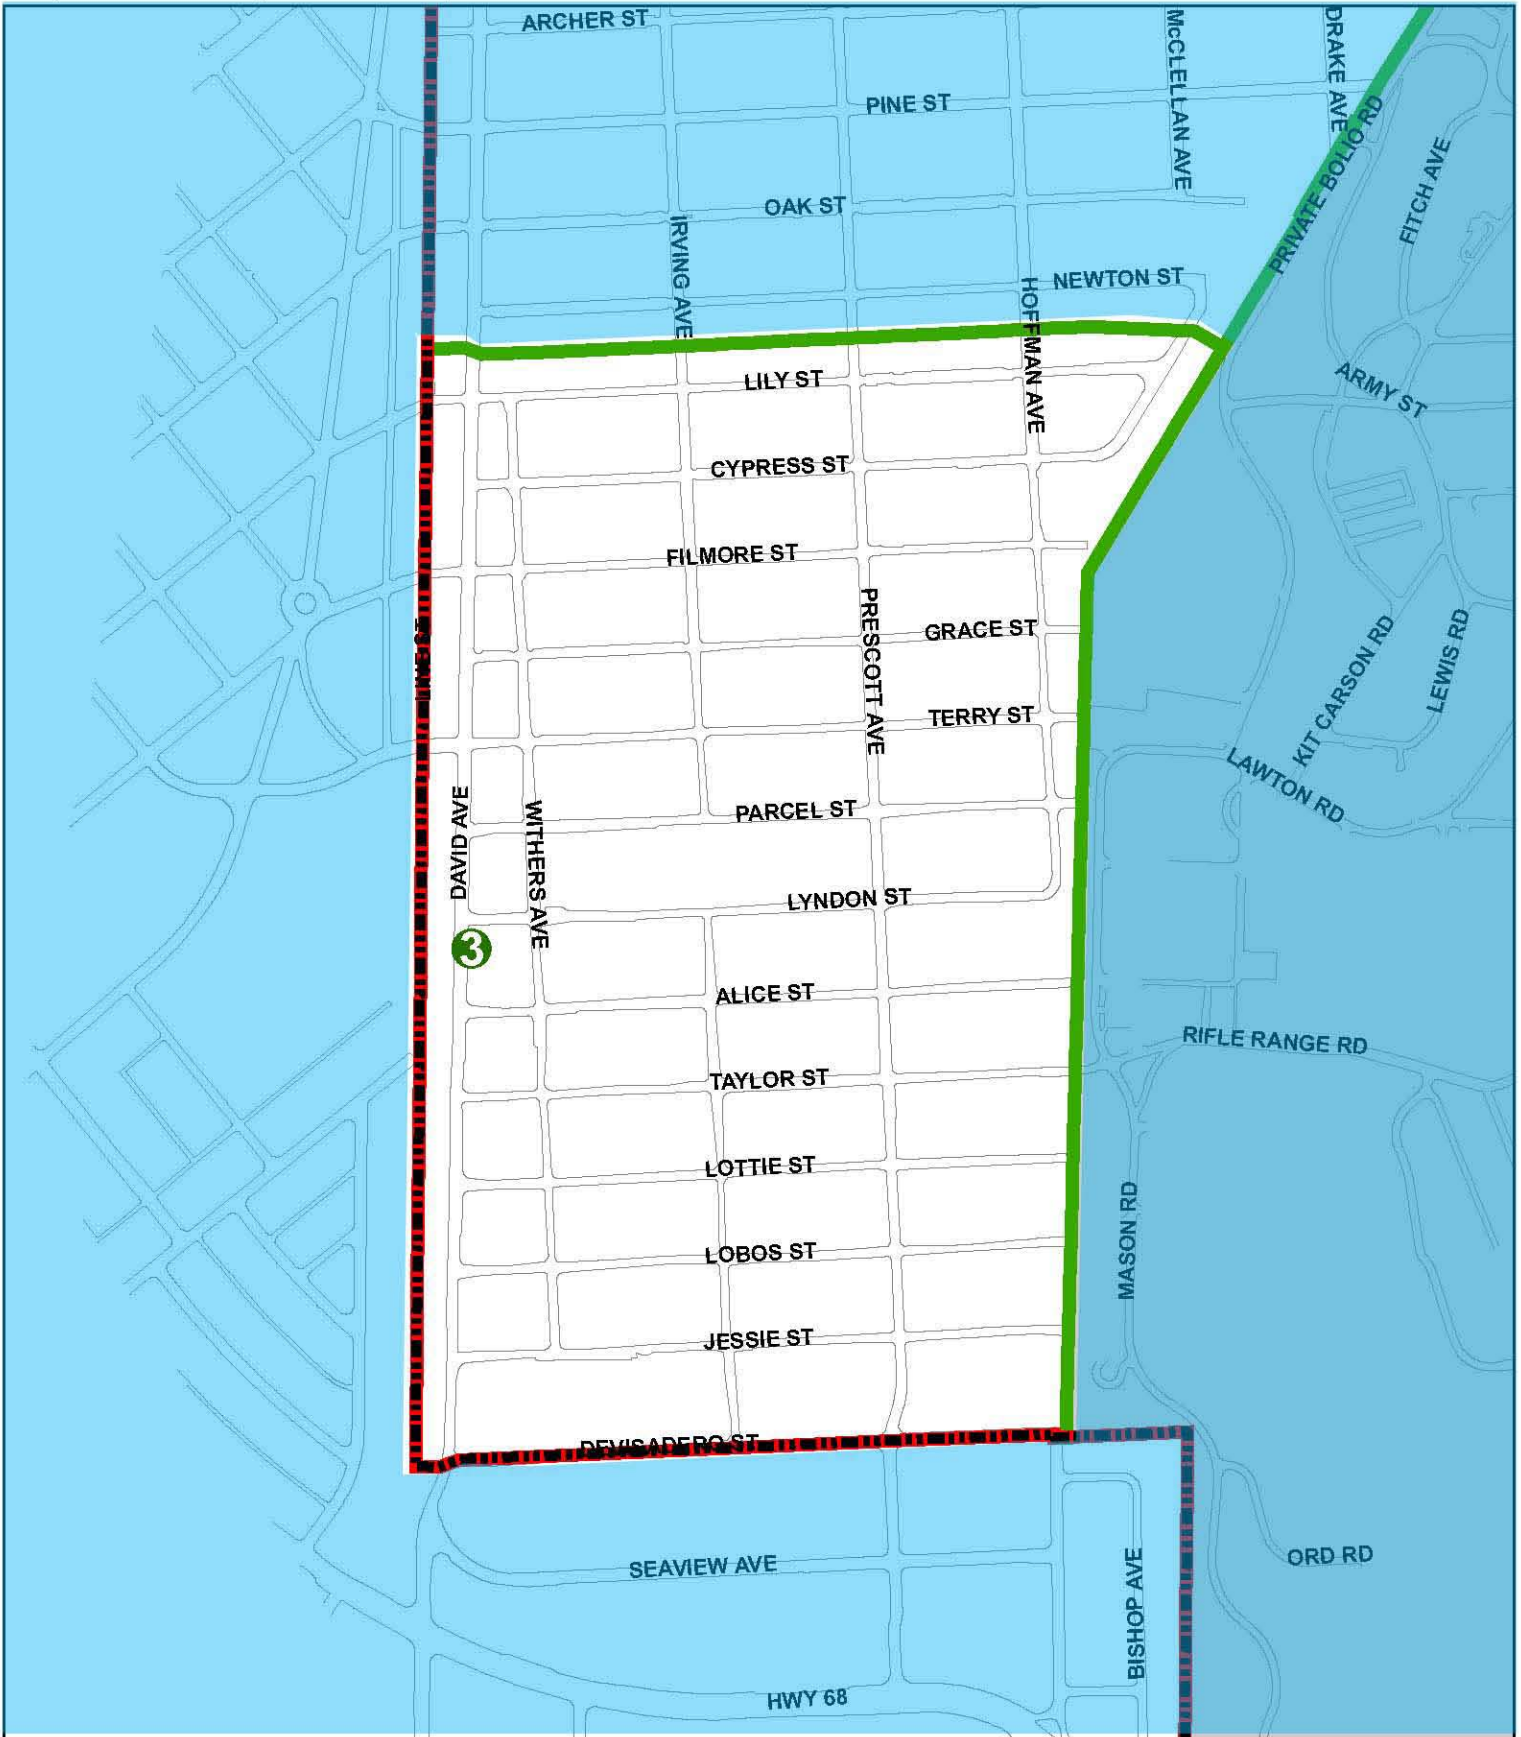 ARCHER ST
McCLELLAN AVE
DRAKE AVE
PINE ST
PRIVATE BOLIO RD
FITCH AVE
OAK ST
IRVING AVE
NEWTON ST
HOFFMAN AVE
LILY ST
ARMY ST
CYPRESS ST
FILMORE ST
PRESCOTT AVE
GRACE ST
KIT CARSON RD
LEWIS RD
TERRY ST
LAWTON RD
DAVID AVE
WITHERS AVE
PARCEL ST
LYNDON ST
3
ALICE ST
RIFLE RANGE RD
TAYLOR ST
LOTTIE ST
MASON RD
LOBOS ST
JESSIE ST
DEVISADERO ST
SEAVIEW AVE
ORD RD
BISHOP AVE
HWY 68